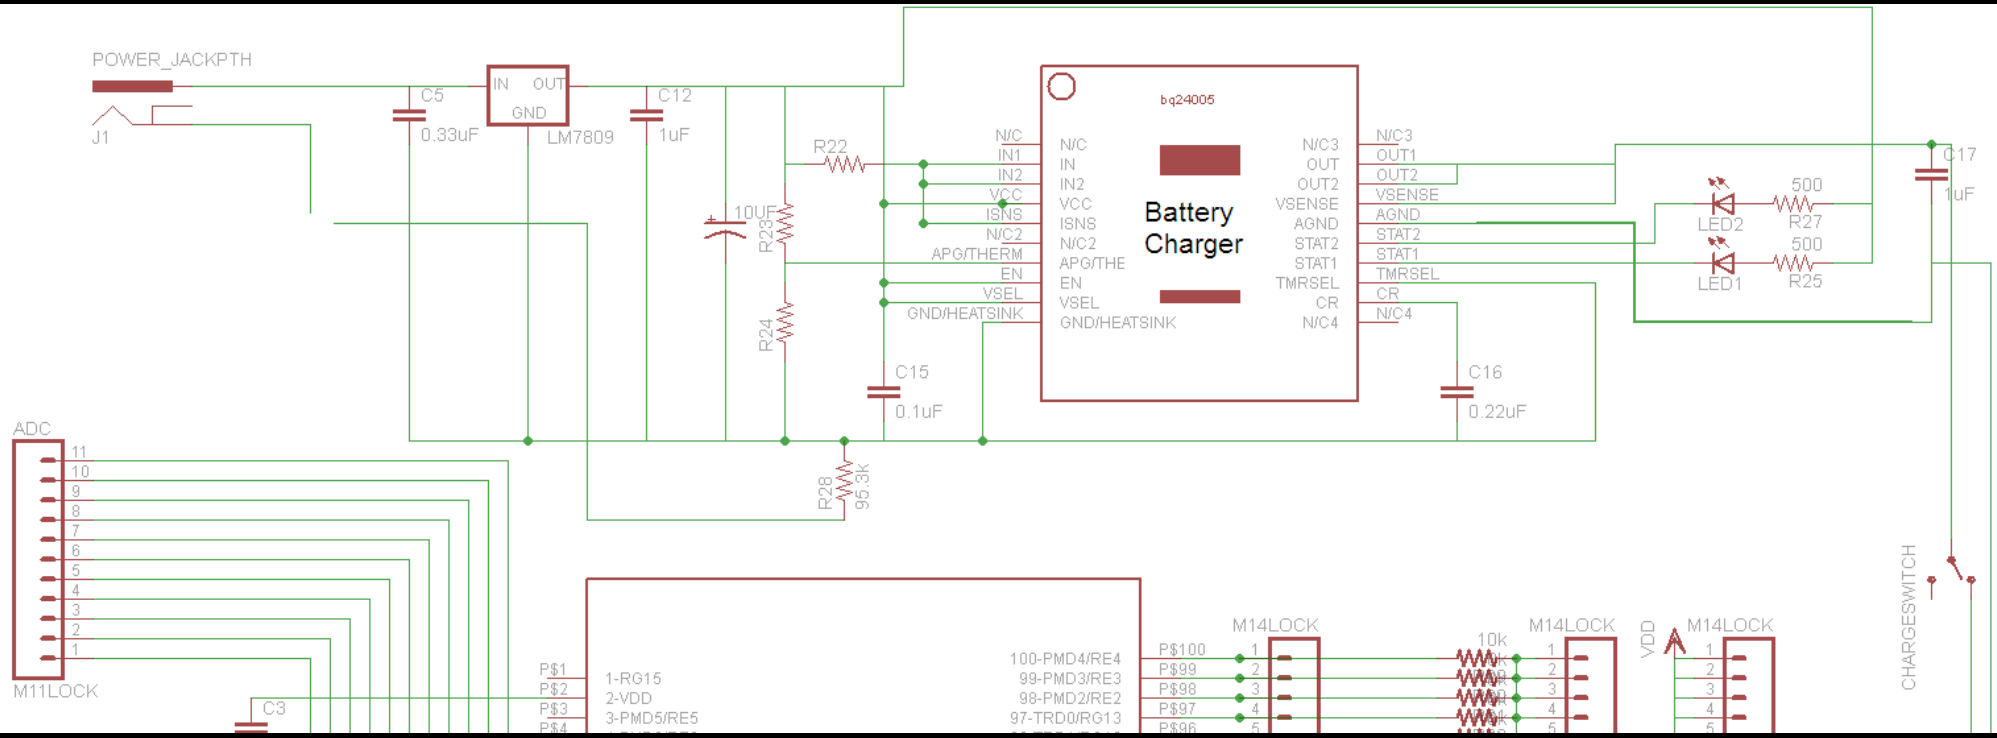 POWER_JACKPTH
J1
C5
0.33uF
IN OUT
GND
LM7809
C12
1uF
10UF
R22
R23
R24
C15
0.1uF
R28
95.3k
bq24005
Battery
Charger
N/C
IN1
IN2
VCC
ISNS
N/C2
APG/THERM
EN
VSEL
GND/HEATSINK
N/C
IN
IN2
VCC
ISNS
N/C2
APG/THE
EN
VSEL
GND/HEATSINK
N/C3
OUT
OUT2
VSENSE
AGND
STAT2
STAT1
TMRSEL
CR
N/C4
N/C3
OUT1
OUT2
VSENSE
AGND
STAT2
STAT1
TMRSEL
CR
N/C4
C16
0.22uF
LED2
500
R27
LED1
500
R25
C17
1uF
CHARGESWITCH
ADC
11
10
9
8
7
6
5
4
3
2
1
M11LOCK
C3
P$1
P$2
P$3
P$4
1-RG15
2-VDD
3-PMD5/RE5
100-PMD4/RE4
99-PMD3/RE3
98-PMD2/RE2
97-TRD0/RG13
P$100
P$99
P$98
P$97
P$96
M14LOCK
1
2
3
4
5
10k
M14LOCK
1
2
3
4
5
VDD
M14LOCK
1
2
3
4
5